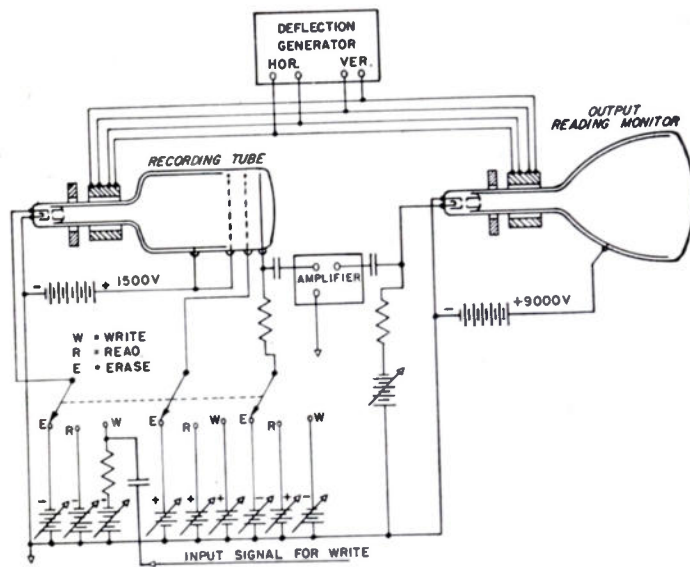 DEFLECTION
GENERATOR
HOR. VER.
OUTPUT
READING MONITOR
RECORDING TUBE
- + 1500V
AMPLIFIER
- +9000V
W = WRITE
R = READ
E = ERASE
E R W E R W E R W
- - - + + + - + -
INPUT SIGNAL FOR WRITE